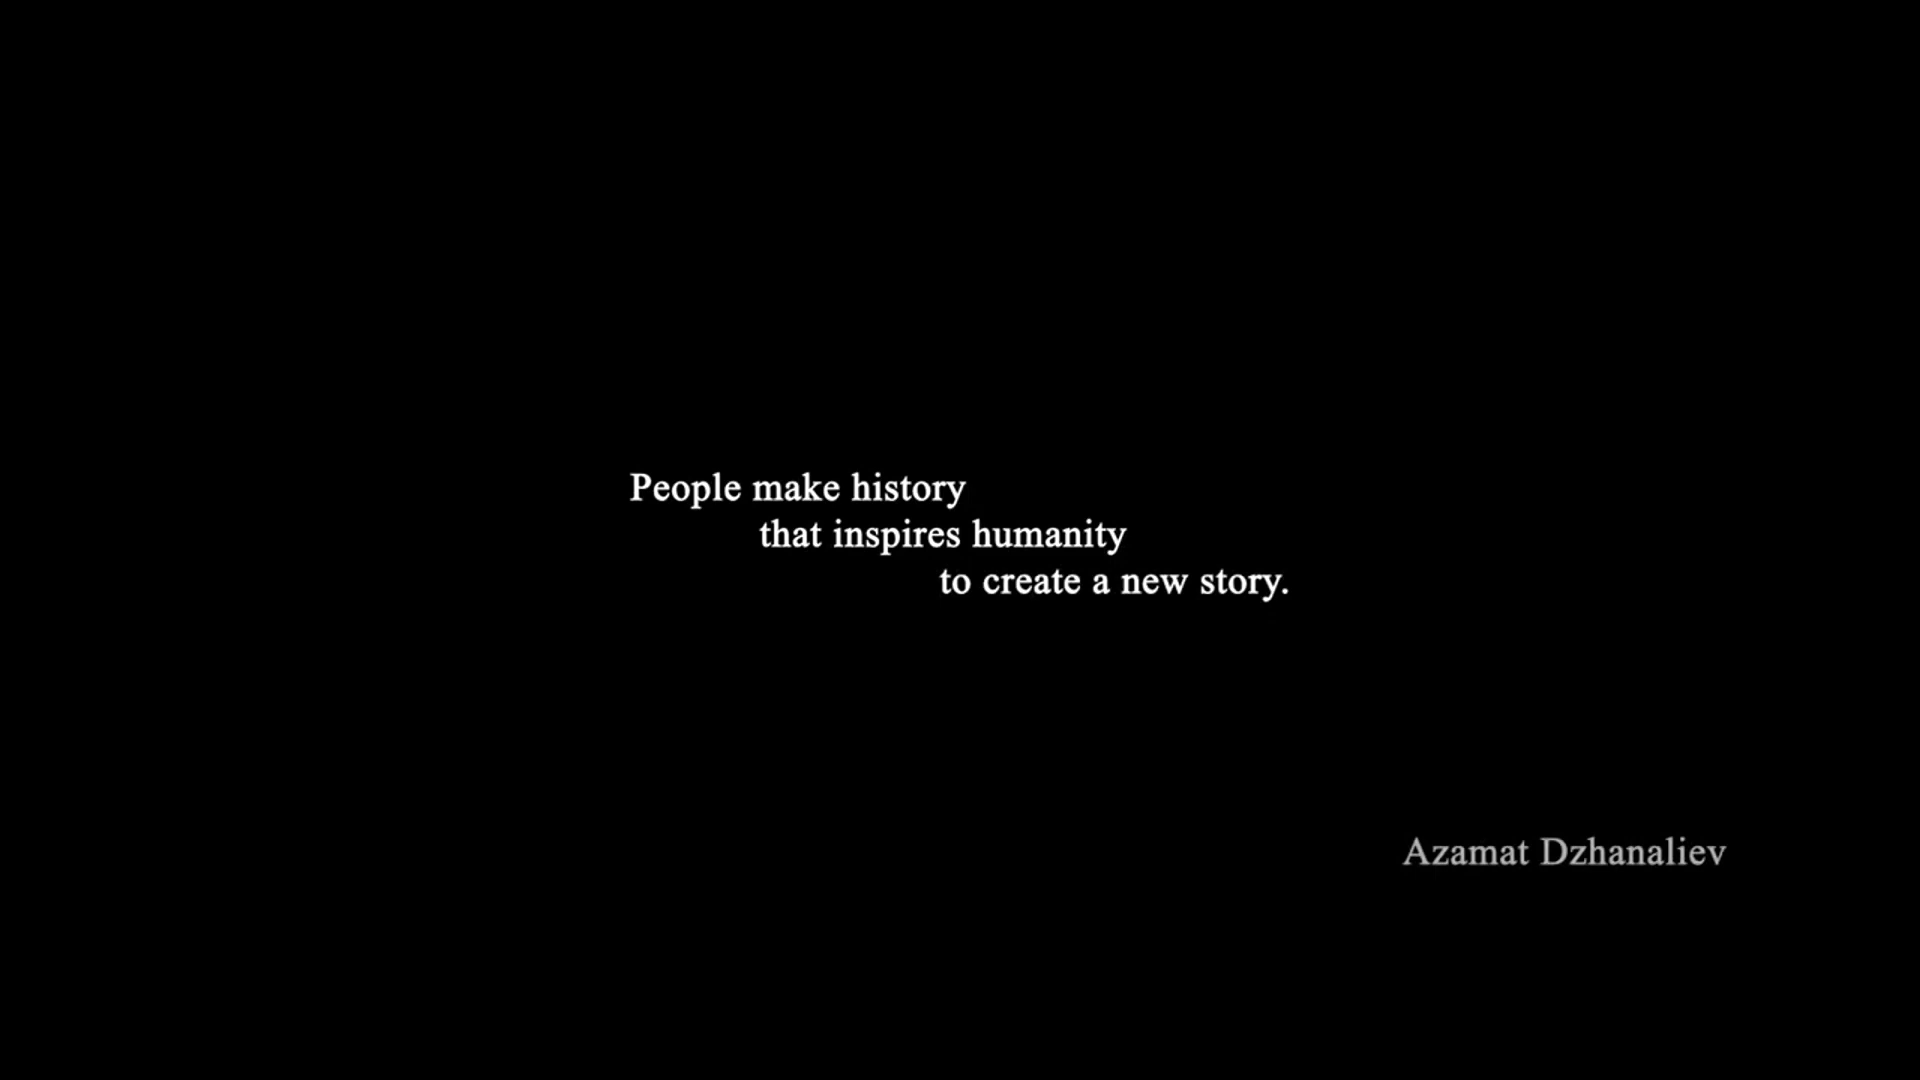 People make history
that inspires humanity
to create a new story.
Azamat Dzhanaliev